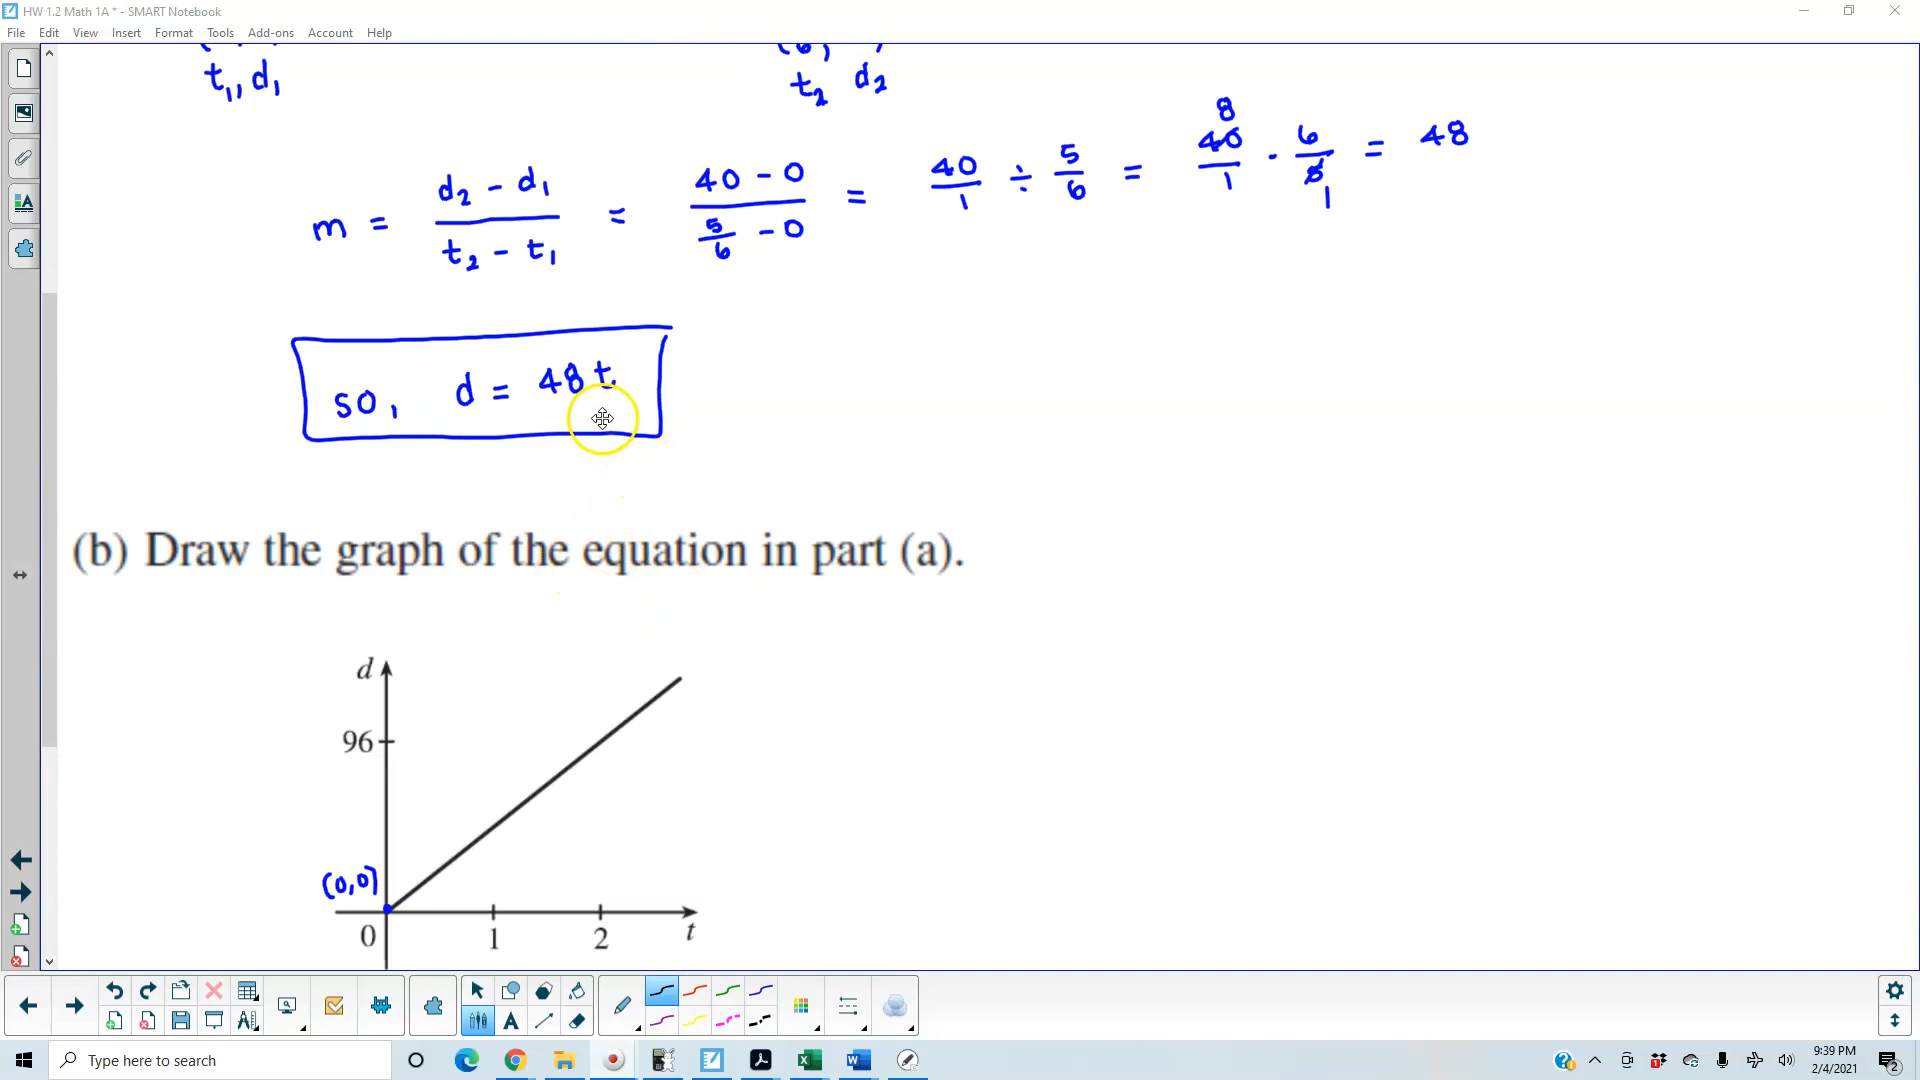 HW 1.2 Math 1A * - SMART Notebook
File Edit View Insert Format Tools Add-ons Account Help
t₁, d₁
t₂ d₂
m = (d₂ - d₁)/(t₂ - t₁) = (40 - 0)/(5/6 - 0) = 40/1 ÷ 5/6 = 8 40/1 · 6/5 1 = 48
so, d = 48t.
(b) Draw the graph of the equation in part (a).
d
96
(0,0)
0 1 2 t
Type here to search
9:39 PM
2/4/2021